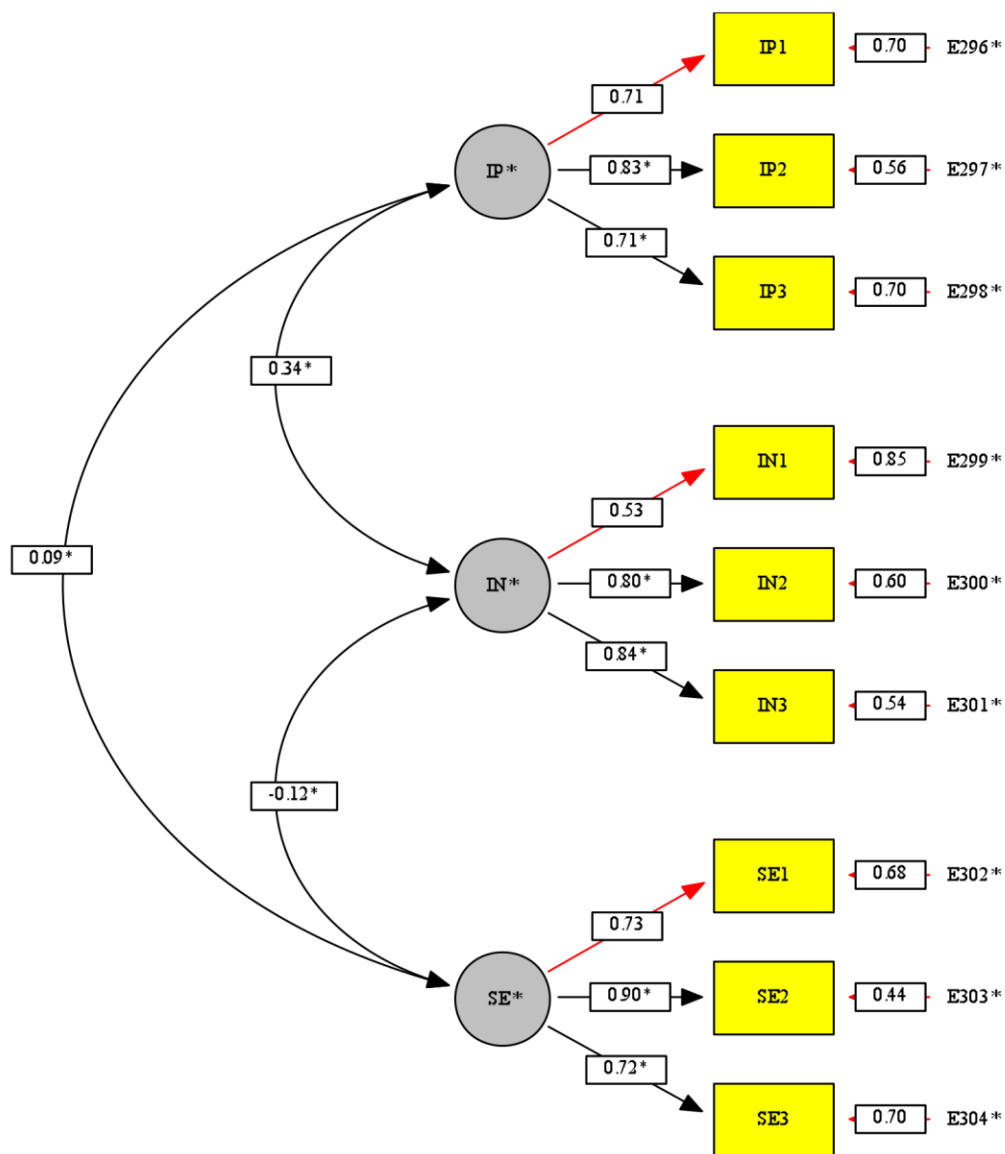 IP1
0.70
E296*
0.71
IP*
0.83*
IP2
0.56
E297*
0.71*
IP3
0.70
E298*
0.34*
IN1
0.85
E299*
0.53
0.09*
IN*
0.80*
IN2
0.60
E300*
0.84*
IN3
0.54
E301*
-0.12*
SE1
0.68
E302*
0.73
SE*
0.90*
SE2
0.44
E303*
0.72*
SE3
0.70
E304*